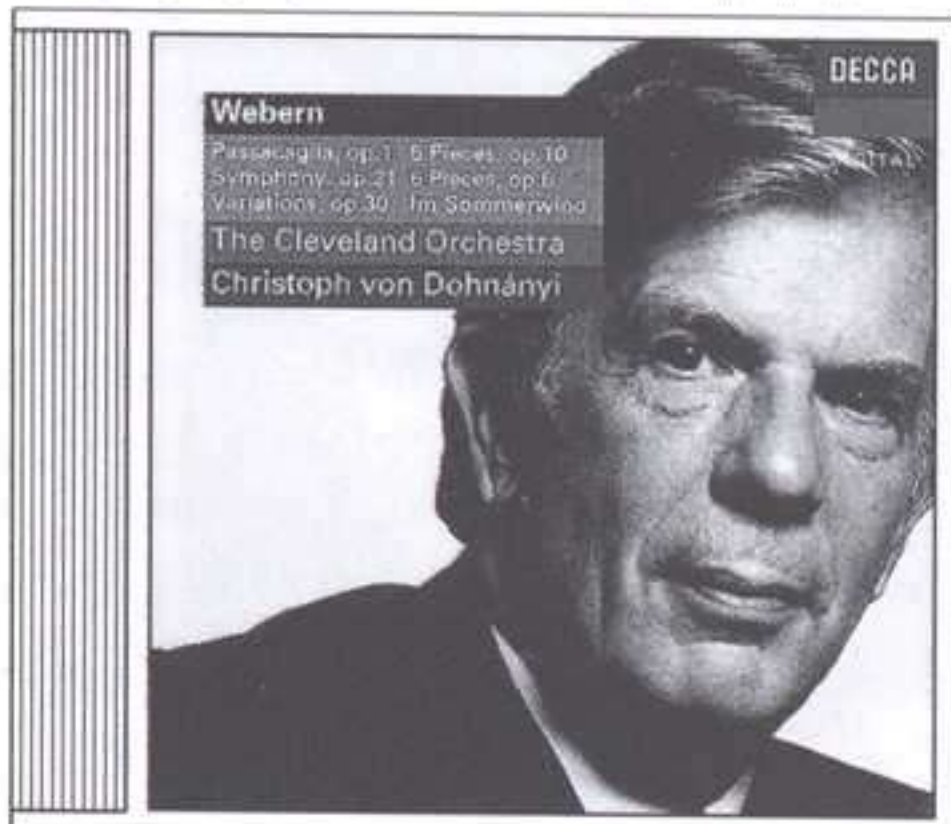 DECCA
Webern
Passacaglia, op.1 5 Pieces, op.10
Symphony, op.21 6 Pieces, op.6
Variations, op.30 Im Sommerwind
The Cleveland Orchestra
Christoph von Dohnányi